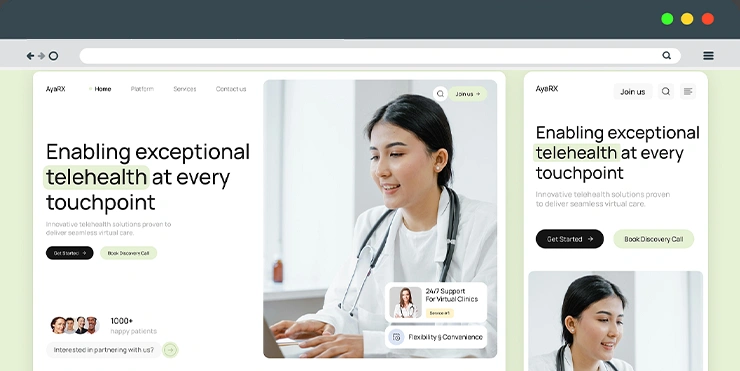 AyaRX
Home Platform Services Contact us
Join us →
Enabling exceptional
telehealth at every
touchpoint
Innovative telehealth solutions proven to
deliver seamless virtual care.
Get Started →
Book Discovery Call
1000+
happy patients
Interested in partnering with us?
24/7 Support
For Virtual Clinics
Flexibility & Convenience
AyaRX
Join us
Enabling exceptional
telehealth at every
touchpoint
Innovative telehealth solutions proven
to deliver seamless virtual care.
Get Started →
Book Discovery Call